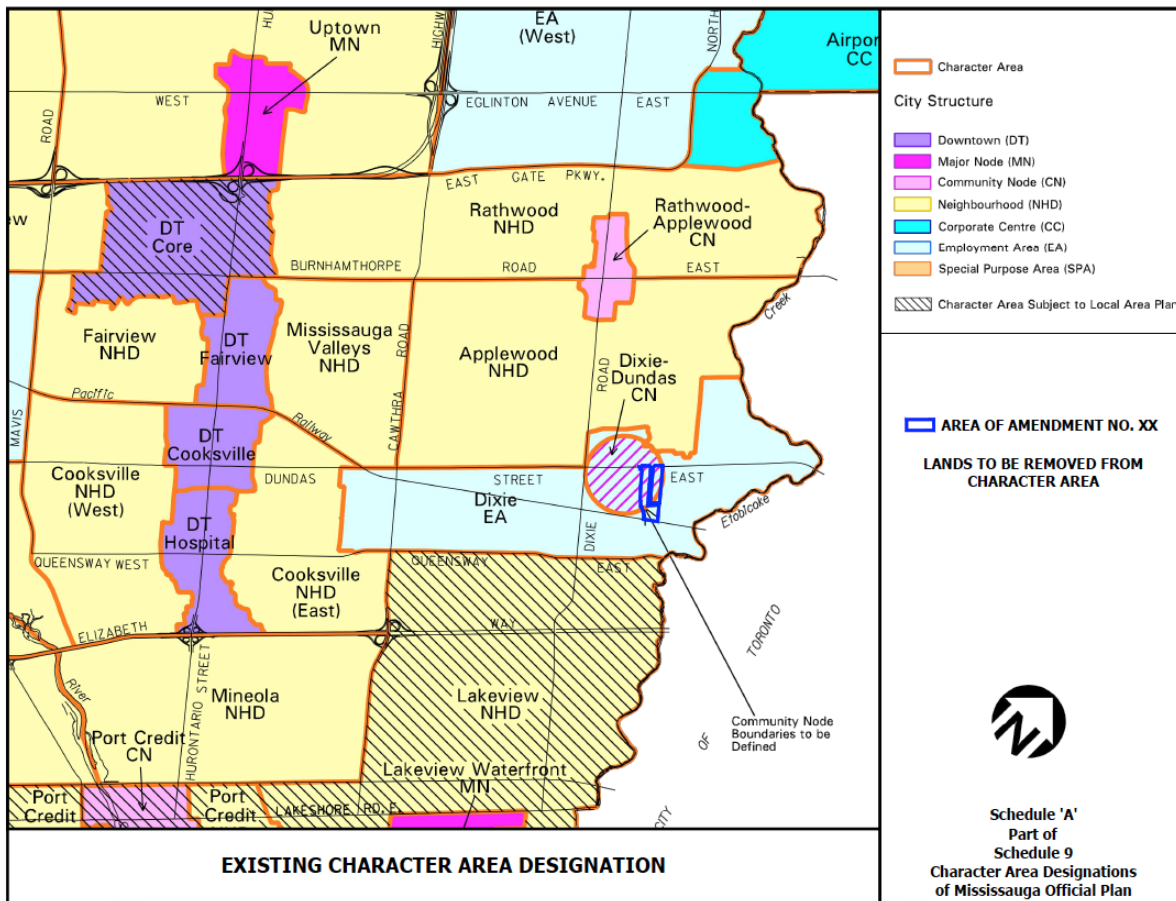 Uptown
MN
HU
HIGHW
EA
(West)
NORTH
Airpor
CC
WEST
EGLINTON AVENUE EAST
ROAD
EAST GATE PKWY.
ew
DT
Core
Rathwood
NHD
Rathwood-
Applewood
CN
BURNHAMTHORPE ROAD EAST
Creek
Fairview
NHD
DT
Fairview
Mississauga
Valleys
NHD
CAWTHRA ROAD
Applewood
NHD
ROAD
Dixie-
Dundas
CN
Pacific
Railway
MAVIS
DT
Cooksville
Cooksville
NHD
(West)
DUNDAS
STREET
EAST
Dixie
EA
Etobicoke
DT
Hospital
DIXIE
QUEENSWAY WEST
QUEENSWAY EAST
Cooksville
NHD
(East)
ELIZABETH
WAY
TORONTO
River
HURONTARIO STREET
Mineola
NHD
Lakeview
NHD
Community Node
Boundaries to be
Defined
OF
Port Credit
CN
Lakeview Waterfront
MN
Port
Credit
Port
Credit
LAKESHORE RD. E.
CITY
EXISTING CHARACTER AREA DESIGNATION
Character Area
City Structure
Downtown (DT)
Major Node (MN)
Community Node (CN)
Neighbourhood (NHD)
Corporate Centre (CC)
Employment Area (EA)
Special Purpose Area (SPA)
Character Area Subject to Local Area Plan
AREA OF AMENDMENT NO. XX
LANDS TO BE REMOVED FROM
CHARACTER AREA
N
Schedule 'A'
Part of
Schedule 9
Character Area Designations
of Mississauga Official Plan